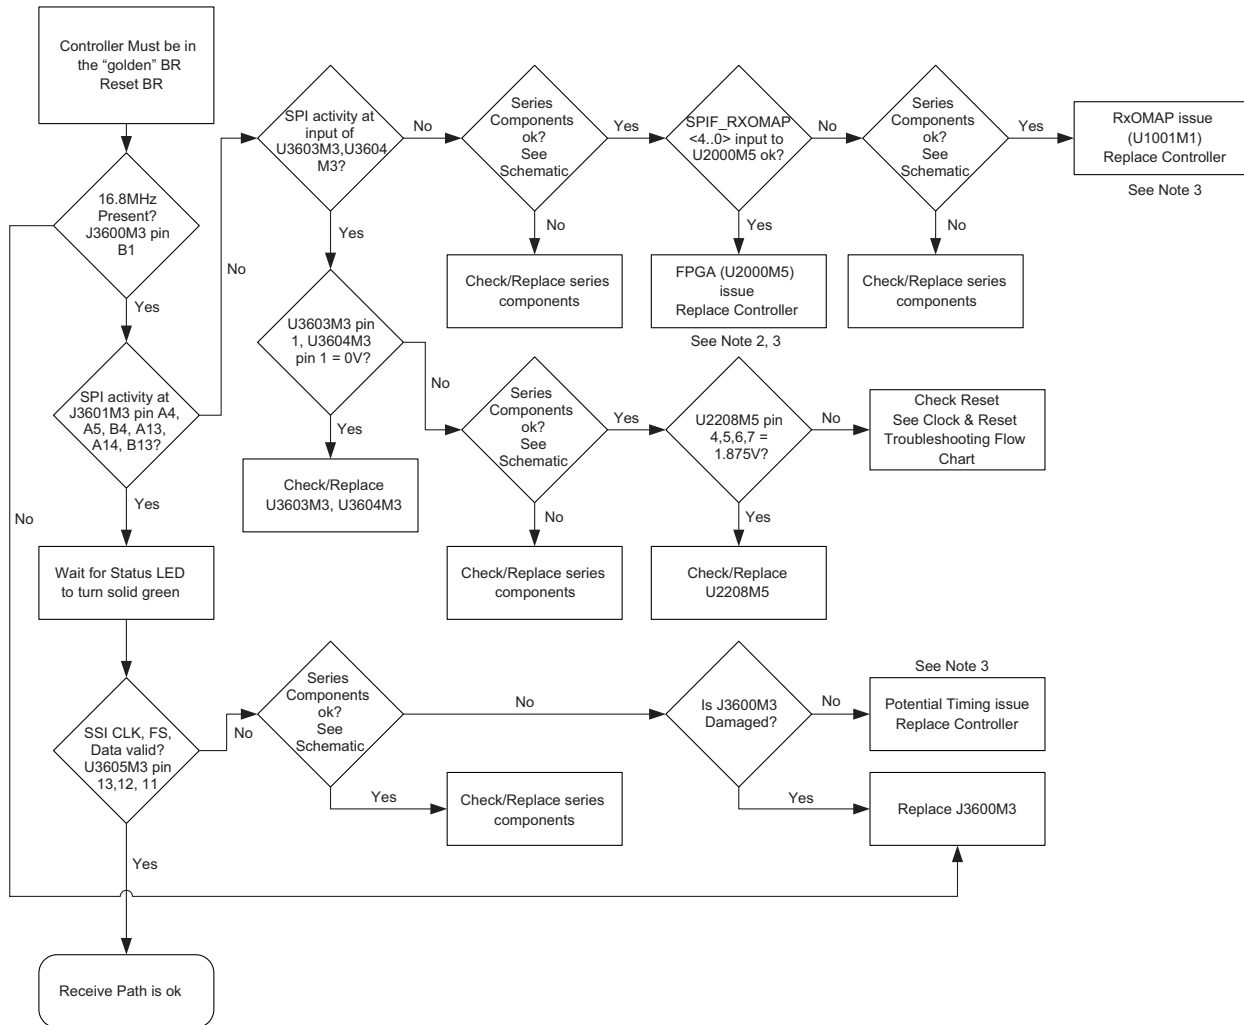 Controller Must be in
the “golden” BR
Reset BR
16.8MHz
Present?
J3600M3 pin
B1
No
Yes
SPI activity at
J3601M3 pin A4,
A5, B4, A13,
A14, B13?
No
Yes
Wait for Status LED
to turn solid green
SSI CLK, FS,
Data valid?
U3605M3 pin
13,12, 11
No
Yes
Receive Path is ok
SPI activity at
input of
U3603M3,U3604
M3?
No
Yes
Series
Components
ok?
See
Schematic
Yes
No
Check/Replace series
components
SPIF_RXOMAP
<4..0> input to
U2000M5 ok?
No
Yes
FPGA (U2000M5)
issue
Replace Controller
See Note 2, 3
Series
Components
ok?
See
Schematic
Yes
No
Check/Replace series
components
RxOMAP issue
(U1001M1)
Replace Controller
See Note 3
U3603M3 pin
1, U3604M3
pin 1 = 0V?
No
Yes
Check/Replace
U3603M3, U3604M3
Series
Components
ok?
See
Schematic
Yes
No
Check/Replace series
components
U2208M5 pin
4,5,6,7 =
1.875V?
No
Yes
Check/Replace
U2208M5
Check Reset
See Clock & Reset
Troubleshooting Flow
Chart
Series
Components
ok?
See
Schematic
No
Yes
Check/Replace series
components
Is J3600M3
Damaged?
No
Yes
See Note 3
Potential Timing issue
Replace Controller
Replace J3600M3